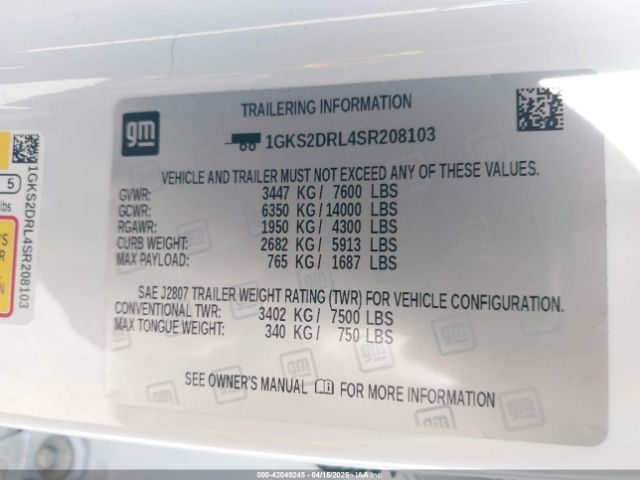 gm
TRAILERING INFORMATION
1GKS2DRL4SR208103
VEHICLE AND TRAILER MUST NOT EXCEED ANY OF THESE VALUES.
GVWR: 3447 KG / 7600 LBS
GCWR: 6350 KG / 14000 LBS
RGAWR: 1950 KG / 4300 LBS
CURB WEIGHT: 2682 KG / 5913 LBS
MAX PAYLOAD: 765 KG / 1687 LBS
SAE J2807 TRAILER WEIGHT RATING (TWR) FOR VEHICLE CONFIGURATION.
CONVENTIONAL TWR: 3402 KG / 7500 LBS
MAX TONGUE WEIGHT: 340 KG / 750 LBS
SEE OWNER'S MANUAL FOR MORE INFORMATION
5
lbs
1GKS2DRL4SR208103
000-42049245 - 04/15/2025 - IAAI.COM